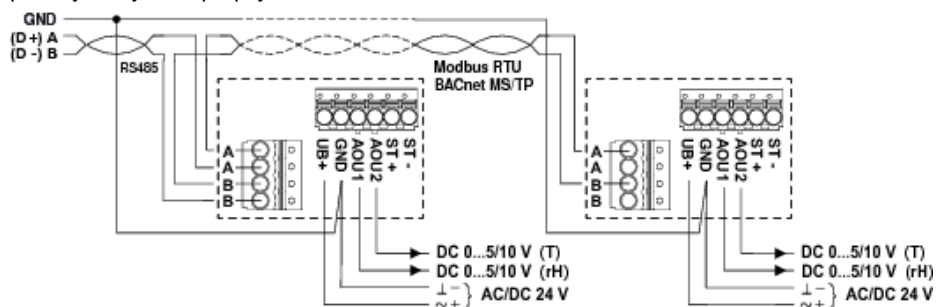 GND
(D+) A
(D-) B
RS485
Modbus RTU
BACnet MS/TP
A
A
B
B
UB+
GND
AOU1
AOU2
ST +
ST -
A
A
B
B
UB+
GND
AOU1
AOU2
ST +
ST -
DC 0...5/10 V (T)
DC 0...5/10 V (rH)
⊥ −
≂ + } AC/DC 24 V
DC 0...5/10 V (T)
DC 0...5/10 V (rH)
⊥ −
≂ + } AC/DC 24 V